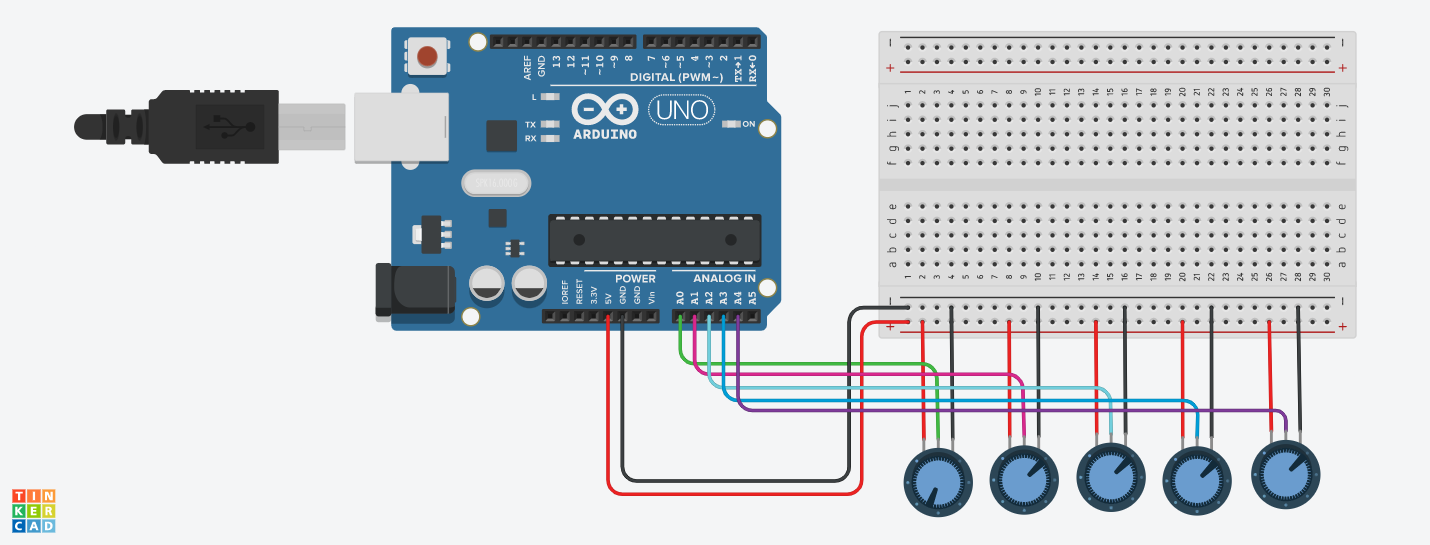 AREF
GND
13
12
~11
~10
~9
8
7
~6
~5
4
~3
2
TX→1
RX←0
DIGITAL (PWM~)
L
TX
RX
ARDUINO
UNO
ON
POWER
ANALOG IN
IOREF
RESET
3.3V
5V
GND
GND
Vin
A0
A1
A2
A3
A4
A5
1 2 3 4 5 6 7 8 9 10 11 12 13 14 15 16 17 18 19 20 21 22 23 24 25 26 27 28 29 30
j j
i i
h h
g g
f f
e e
d d
c c
b b
a a
1 2 3 4 5 6 7 8 9 10 11 12 13 14 15 16 17 18 19 20 21 22 23 24 25 26 27 28 29 30
TIN
KER
CAD